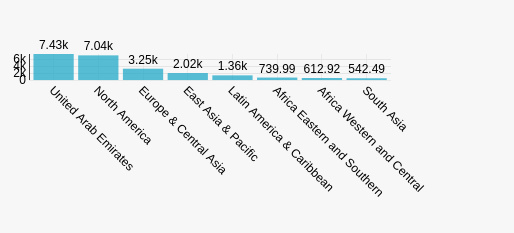 7.43k
7.04k
3.25k
2.02k
1.36k
739.99
612.92
542.49
6k
4k
2k
0
United Arab Emirates
North America
Europe & Central Asia
East Asia & Pacific
Latin America & Caribbean
Africa Eastern and Southern
Africa Western and Central
South Asia